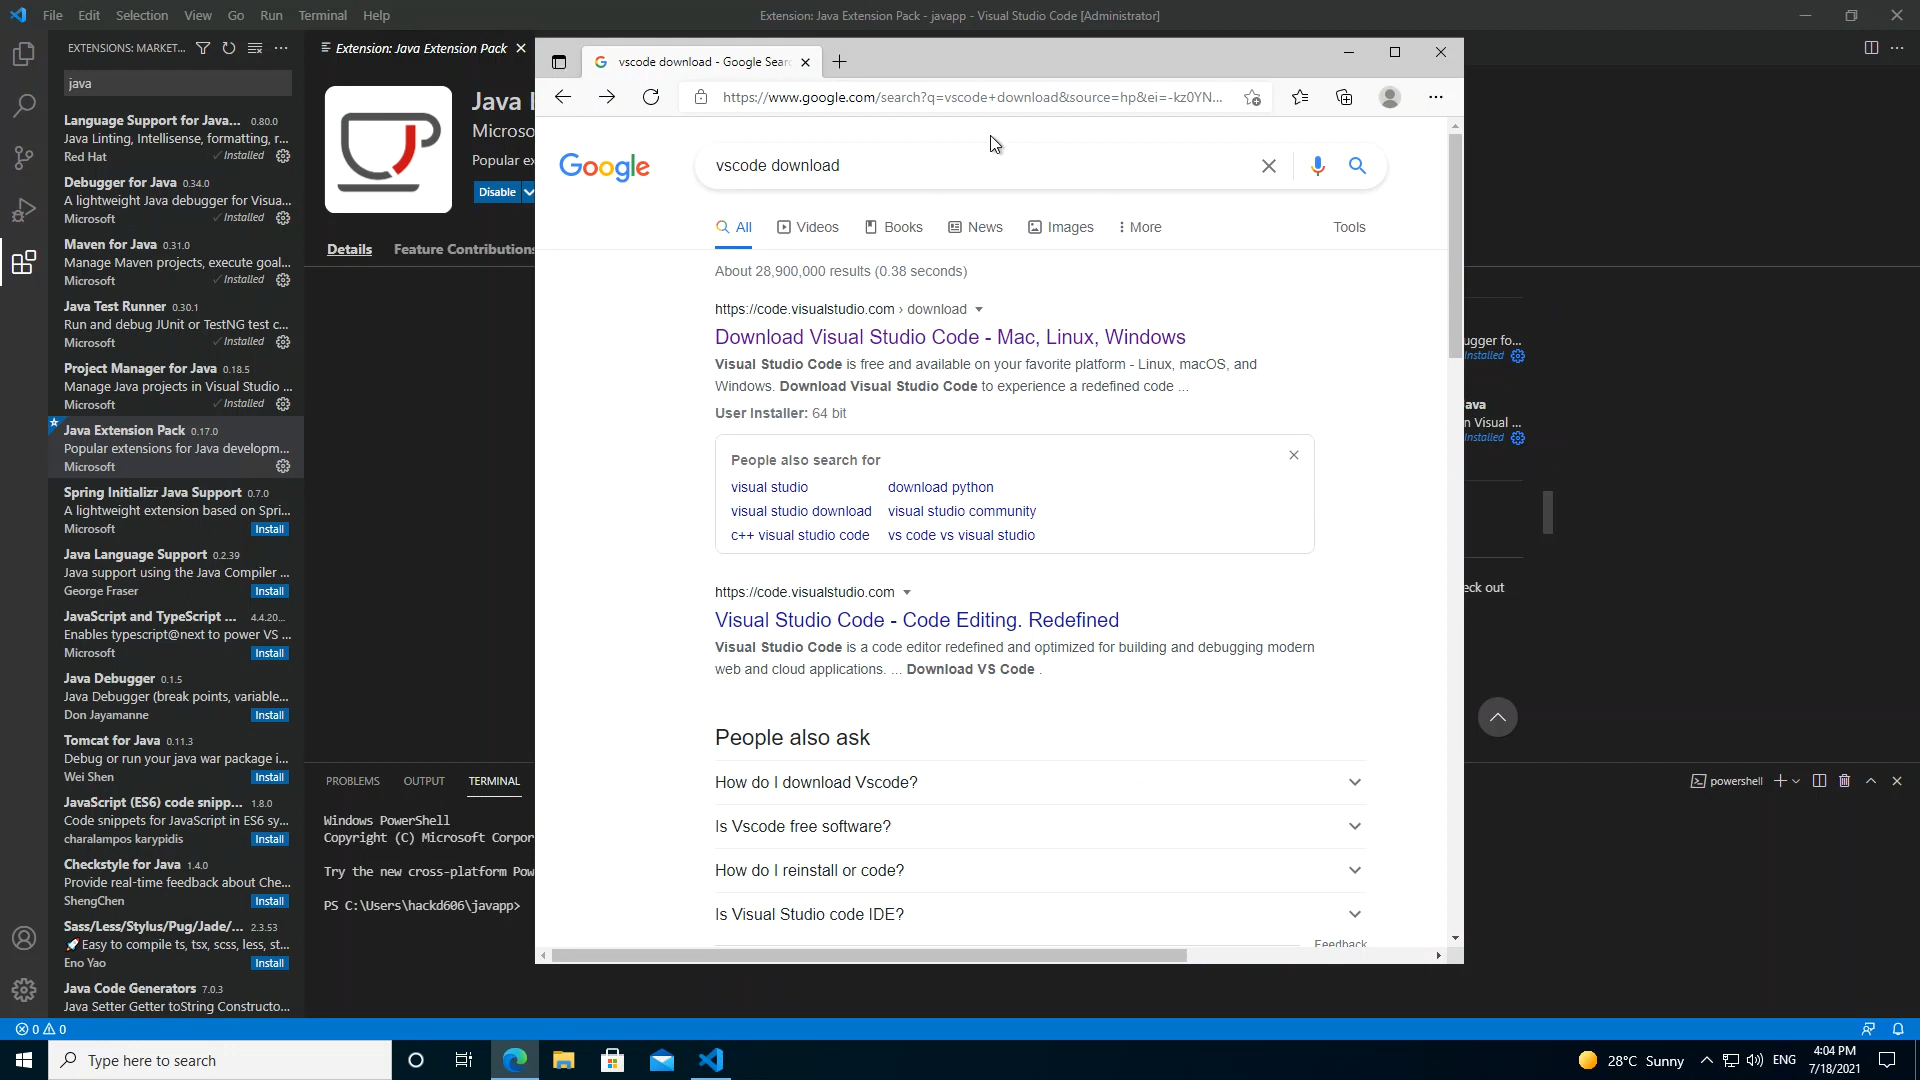 File Edit Selection View Go Run Terminal Help
Extension: Java Extension Pack - javapp - Visual Studio Code [Administrator]
EXTENSIONS: MARKET...
java
Language Support for Java... 0.80.0
Java Linting, Intellisense, formatting, r...
Red Hat Installed
Debugger for Java 0.34.0
A lightweight Java debugger for Visua...
Microsoft Installed
Maven for Java 0.31.0
Manage Maven projects, execute goal...
Microsoft Installed
Java Test Runner 0.30.1
Run and debug JUnit or TestNG test c...
Microsoft Installed
Project Manager for Java 0.18.5
Manage Java projects in Visual Studio ...
Microsoft Installed
Java Extension Pack 0.17.0
Popular extensions for Java developm...
Microsoft
Spring Initializr Java Support 0.7.0
A lightweight extension based on Spri...
Microsoft Install
Java Language Support 0.2.39
Java support using the Java Compiler ...
George Fraser Install
JavaScript and TypeScript ... 4.4.20...
Enables typescript@next to power VS ...
Microsoft Install
Java Debugger 0.1.5
Java Debugger (break points, variable...
Don Jayamanne Install
Tomcat for Java 0.11.3
Debug or run your java war package i...
Wei Shen Install
JavaScript (ES6) code snipp... 1.8.0
Code snippets for JavaScript in ES6 sy...
charalampos karypidis Install
Checkstyle for Java 1.4.0
Provide real-time feedback about Che...
ShengChen Install
Sass/Less/Stylus/Pug/Jade/... 2.3.53
🚀Easy to compile ts, tsx, scss, less, st...
Eno Yao Install
Java Code Generators 7.0.3
Java Setter Getter toString Constructo...
Extension: Java Extension Pack
Java
Microso
Popular ex
Disable
Details Feature Contributions
PROBLEMS OUTPUT TERMINAL
Windows PowerShell
Copyright (C) Microsoft Corpor
Try the new cross-platform Pow
PS C:\Users\hackd606\javapp>
vscode download - Google Sear
https://www.google.com/search?q=vscode+download&source=hp&ei=-kz0YN...
Google
vscode download
All Videos Books News Images More Tools
About 28,900,000 results (0.38 seconds)
https://code.visualstudio.com › download
Download Visual Studio Code - Mac, Linux, Windows
Visual Studio Code is free and available on your favorite platform - Linux, macOS, and
Windows. Download Visual Studio Code to experience a redefined code ...
User Installer: 64 bit
People also search for
visual studio download python
visual studio download visual studio community
c++ visual studio code vs code vs visual studio
https://code.visualstudio.com
Visual Studio Code - Code Editing. Redefined
Visual Studio Code is a code editor redefined and optimized for building and debugging modern
web and cloud applications. ... Download VS Code .
People also ask
How do I download Vscode?
Is Vscode free software?
How do I reinstall or code?
Is Visual Studio code IDE?
Feedback
ugger fo...
Installed
ava
n Visual ...
Installed
eck out
powershell
0 0
Type here to search
28°C Sunny
ENG
4:04 PM
7/18/2021